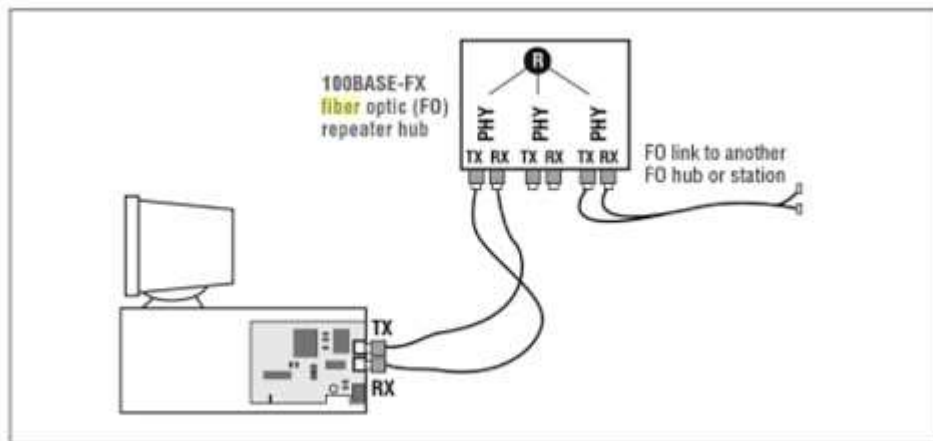 R
100BASE-FX
fiber optic (FO)
repeater hub
PHY PHY PHY
TX RX TX RX TX RX
FO link to another
FO hub or station
TX
RX